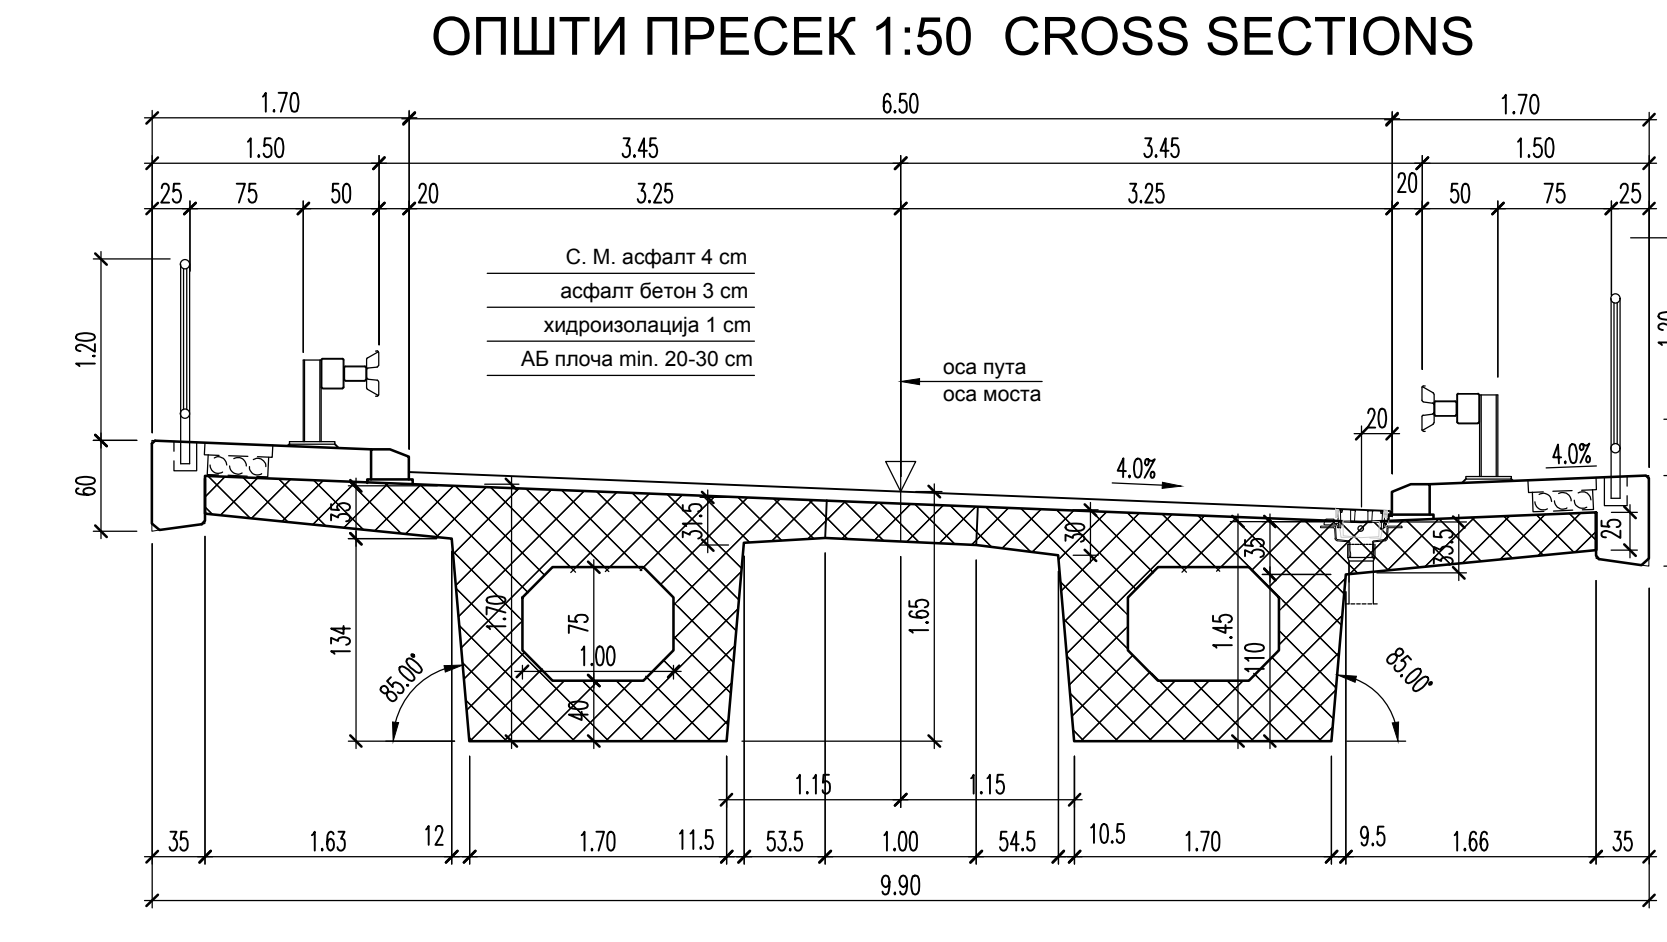 ОПШТИ ПРЕСЕК 1:50 CROSS SECTIONS
1.70 6.50 1.70
1.50 3.45 3.45 1.50
25 75 50 20 3.25 3.25 20 50 75 25
С. М. асфалт 4 cm
асфалт бетон 3 cm
хидроизолација 1 cm
АБ плоча min. 20-30 cm
оса пута
оса моста
1.20
60
20
4.0%
4.0%
35
31.5
30
35
33.5
25
134
1.70
75
1.00
40
1.65
1.45
110
85.00°
85.00°
1.15 1.15
35 1.63 12 1.70 11.5 53.5 1.00 54.5 10.5 1.70 9.5 1.66 35
9.90